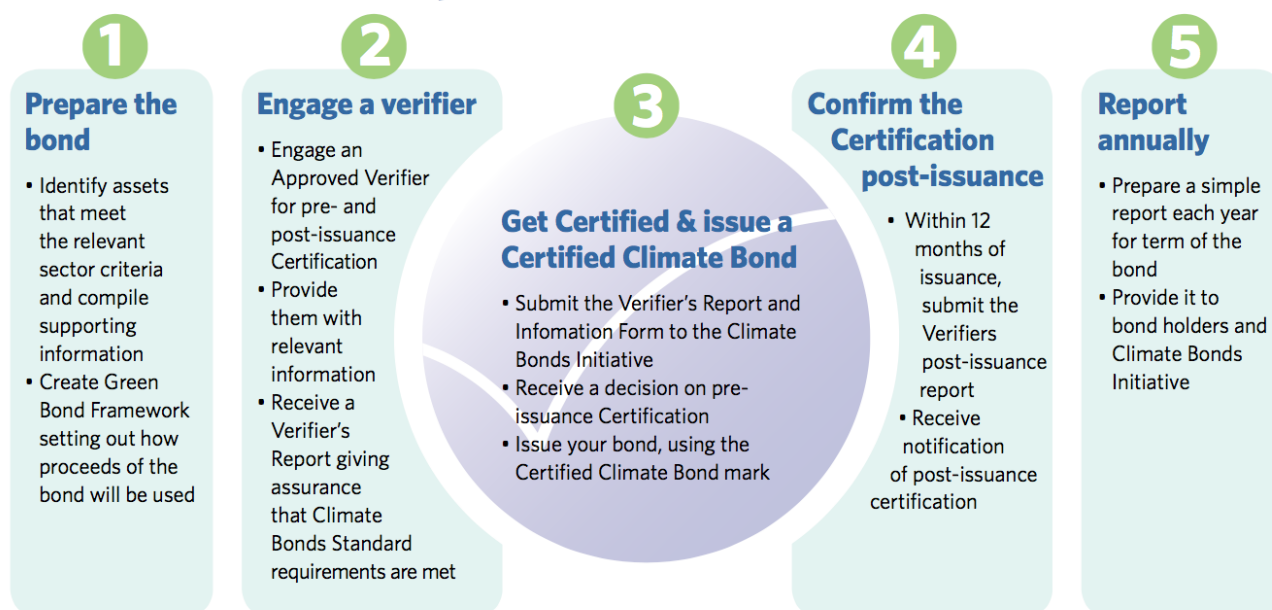 1
Prepare the
bond
• Identify assets
that meet
the relevant
sector criteria
and compile
supporting
information
• Create Green
Bond Framework
setting out how
proceeds of the
bond will be used
2
Engage a verifier
• Engage an
Approved Verifier
for pre- and
post-issuance
Certification
• Provide
them with
relevant
information
• Receive a
Verifier's
Report giving
assurance
that Climate
Bonds Standard
requirements are met
3
Get Certified & issue a
Certified Climate Bond
• Submit the Verifier's Report and
Infomation Form to the Climate
Bonds Initiative
• Receive a decision on pre-
issuance Certification
• Issue your bond, using the
Certified Climate Bond mark
4
Confirm the
Certification
post-issuance
• Within 12
months of
issuance,
submit the
Verifiers
post-issuance
report
• Receive
notification
of post-issuance
certification
5
Report
annually
• Prepare a simple
report each year
for term of the
bond
• Provide it to
bond holders and
Climate Bonds
Initiative